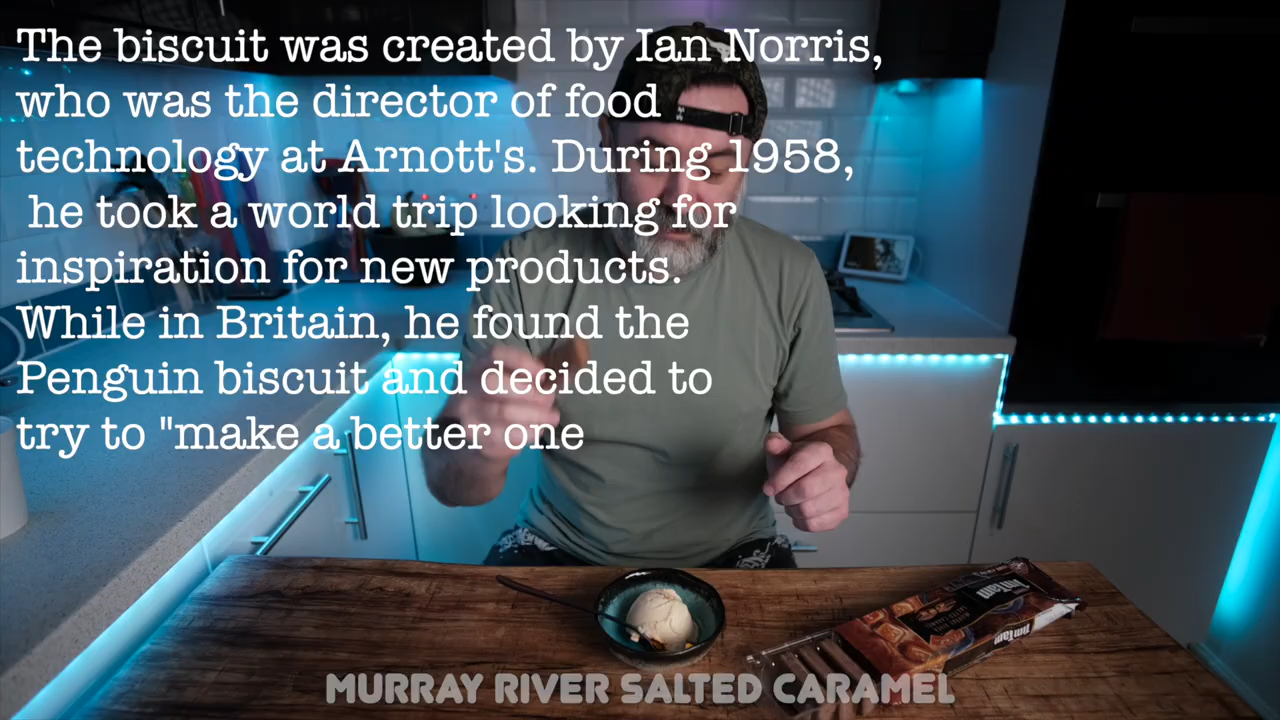 The biscuit was created by Ian Norris,
who was the director of food
technology at Arnott's. During 1958,
he took a world trip looking for
inspiration for new products.
While in Britain, he found the
Penguin biscuit and decided to
try to "make a better one
TimTam
TimTam
MURRAY RIVER SALTED CARAMEL